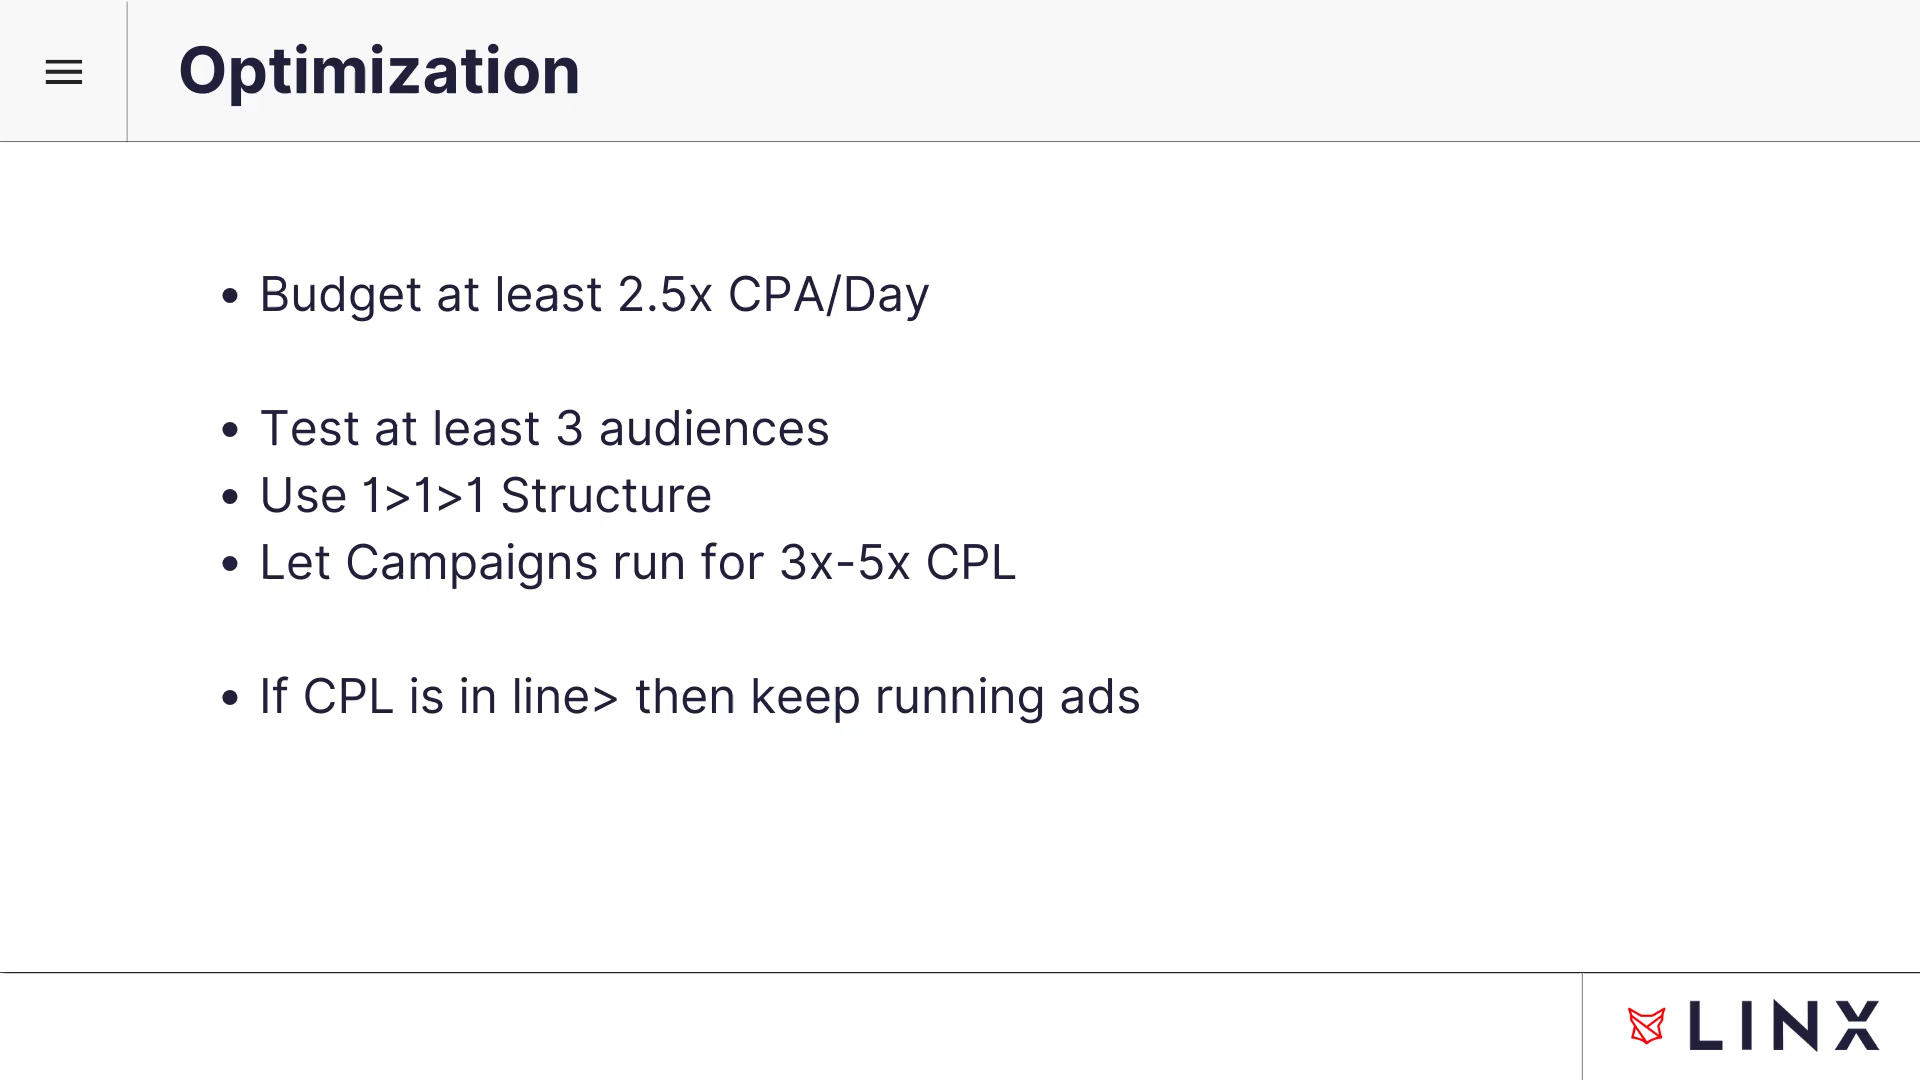 Optimization
• Budget at least 2.5x CPA/Day
• Test at least 3 audiences
• Use 1>1>1 Structure
• Let Campaigns run for 3x-5x CPL
• If CPL is in line> then keep running ads
LINX